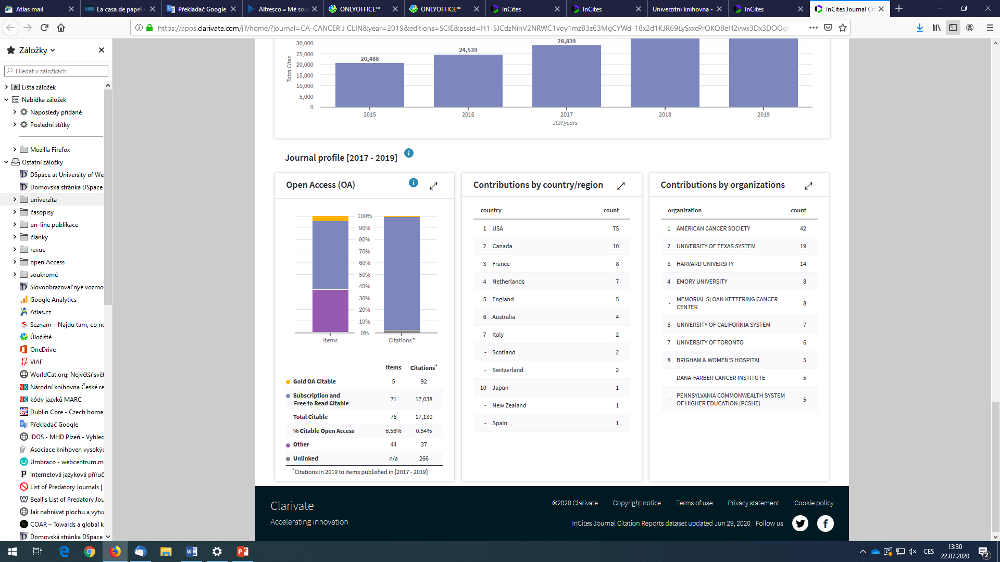 Atlas mail
La casa de papel -
Překladač Google
Alfresco » Mé sou
ONLYOFFICE™
ONLYOFFICE™
InCites
InCites
Univerzitni knihovna -
InCites
InCites Journal Cit
https://apps.clarivate.com/jif/home/?journal=CA-CANCER J CLIN&year=2019&editions=SCIE&pssid=H1-SJCdzNihV2NRWC1voy1mzB3z63MgCYWd-18x2d1KJR69LySxxcPrQKQ8eH2vwx3Dx3DOQg
Záložky
Hledat v záložkách
Lišta záložek
Nabídka záložek
Naposledy přidané
Poslední štítky
Mozilla Firefox
Ostatní záložky
DSpace at University of We
Domovská stránka DSpace
univerzita
časopisy
on-line publikace
články
revue
open Access
soukromé
Slovoobrazoval'nye vozmo
Google Analytics
Atlas.cz
Seznam – Najdu tam, co ne
Úložiště
OneDrive
VIAF
WorldCat.org: Největší svět
Národní knihovna České re
kódy jazyků MARC
Dublin Core - Czech home
Překladač Google
IDOS - MHD Plzeň - Vyhled
Asociace knihoven vysokýc
Umbraco - webcentrum.m
Internetová jazyková příruč
List of Predatory Journals |
Beall's List of Predatory Jou
Jak nahrávat plochu a vytvá
COAR – Towards a global k
Domovská stránka DSpace
Total Cites
30,000
25,000
20,000
15,000
10,000
5,000
0
20,488
24,539
28,839
2015
2016
2017
2018
2019
JCR years
Journal profile [2017 - 2019]
Open Access (OA)
100%
90%
80%
70%
60%
50%
40%
30%
20%
10%
0%
Items
Citations*
Items Citations*
Gold OA Citable 5 92
Subscription and
Free to Read Citable 71 17,038
Total Citable 76 17,130
% Citable Open Access 6.58% 0.54%
Other 44 37
Unlinked n/a 266
*Citations in 2019 to items published in [2017 - 2019]
Contributions by country/region
country count
1 USA 75
2 Canada 10
3 France 8
4 Netherlands 7
5 England 5
6 Australia 4
7 Italy 2
- Scotland 2
- Switzerland 2
10 Japan 1
- New Zealand 1
- Spain 1
Contributions by organizations
organization count
1 AMERICAN CANCER SOCIETY 42
2 UNIVERSITY OF TEXAS SYSTEM 19
3 HARVARD UNIVERSITY 14
4 EMORY UNIVERSITY 8
- MEMORIAL SLOAN KETTERING CANCER
CENTER 8
6 UNIVERSITY OF CALIFORNIA SYSTEM 7
7 UNIVERSITY OF TORONTO 6
8 BRIGHAM & WOMEN'S HOSPITAL 5
- DANA-FARBER CANCER INSTITUTE 5
- PENNSYLVANIA COMMONWEALTH SYSTEM
OF HIGHER EDUCATION (PCSHE) 5
Clarivate
Accelerating innovation
©2020 Clarivate
Copyright notice
Terms of use
Privacy statement
Cookie policy
InCites Journal Citation Reports dataset updated Jun 29, 2020
Follow us
CES
13:30
22.07.2020
2